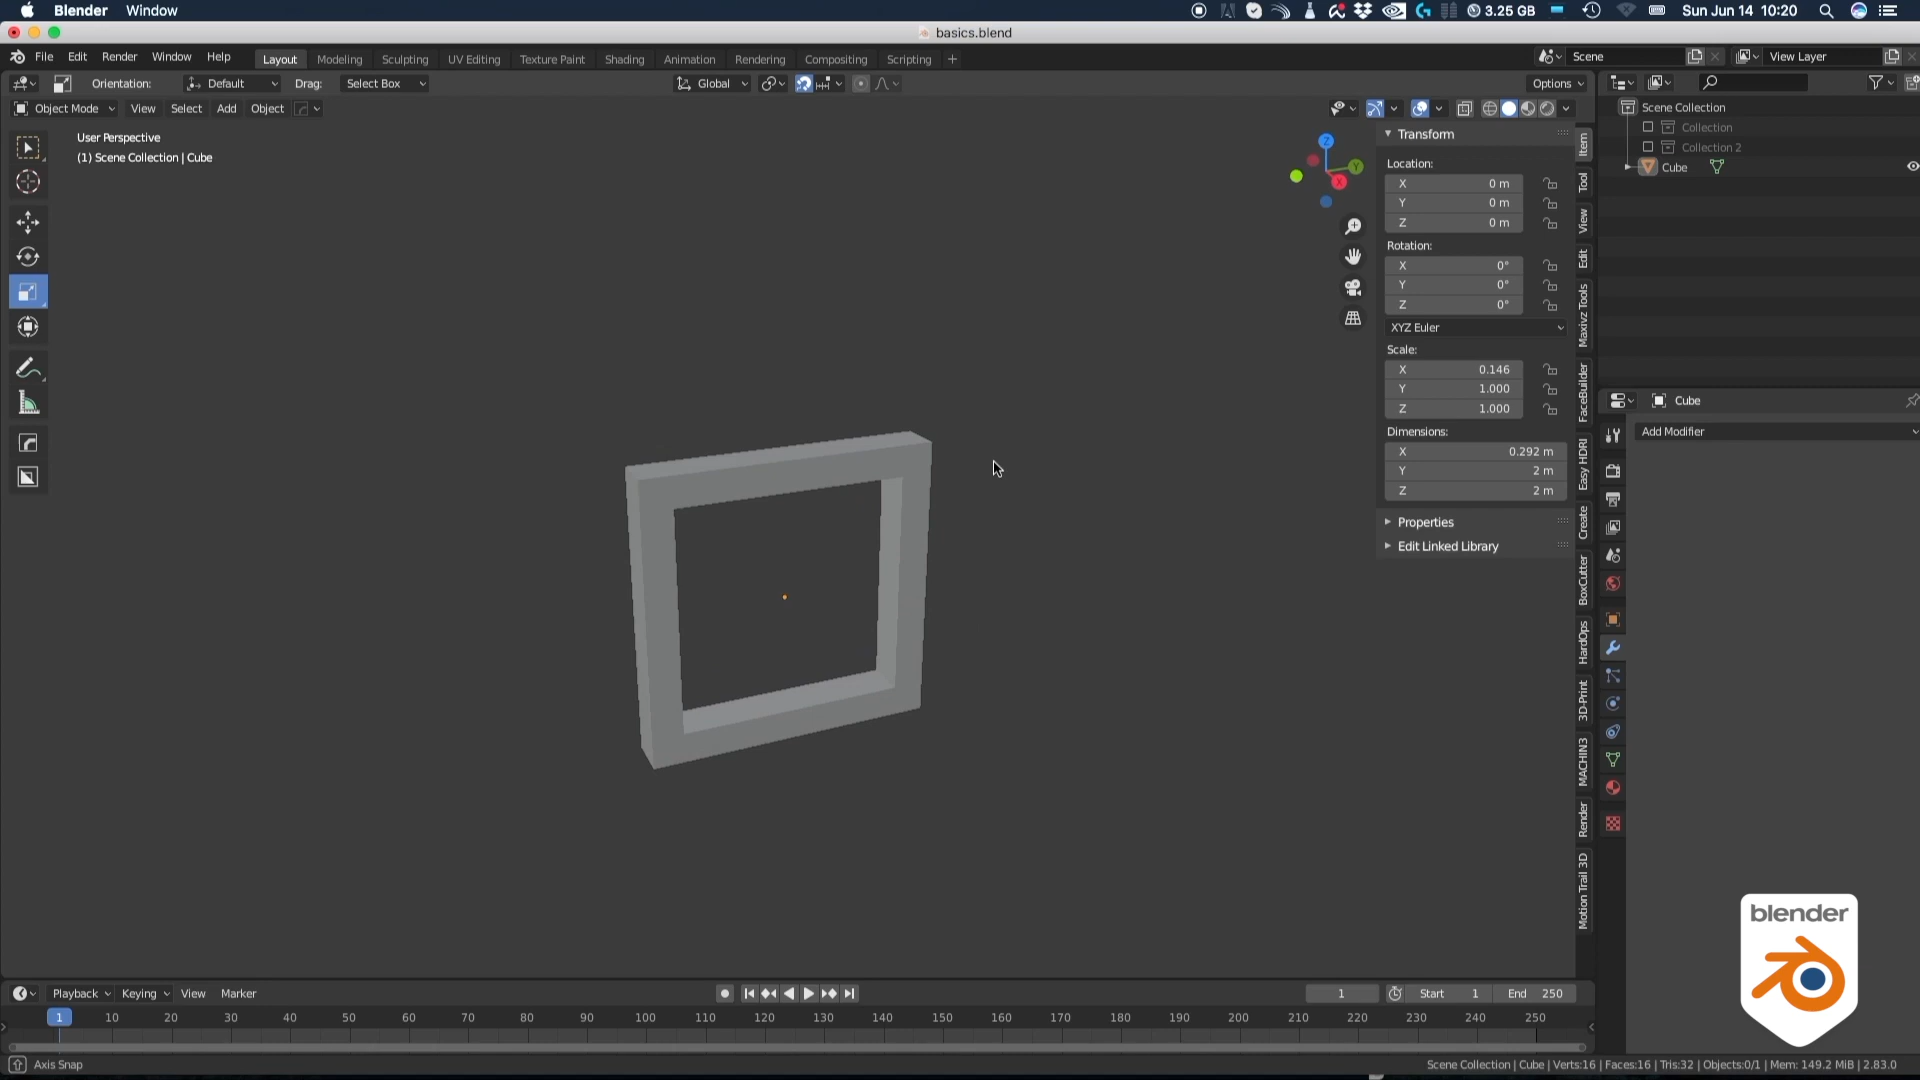 Blender Window 3.25 GB Sun Jun 14 10:20
basics.blend
File Edit Render Window Help Layout Modeling Sculpting UV Editing Texture Paint Shading Animation Rendering Compositing Scripting + Scene View Layer
Orientation: Default Drag: Select Box Global Options
Object Mode View Select Add Object
User Perspective
(1) Scene Collection | Cube
Z
Y
X
Transform
Location:
X 0 m
Y 0 m
Z 0 m
Rotation:
X 0°
Y 0°
Z 0°
XYZ Euler
Scale:
X 0.146
Y 1.000
Z 1.000
Dimensions:
X 0.292 m
Y 2 m
Z 2 m
Properties
Edit Linked Library
Item
Tool
View
Edit
Maxivz Tools
FaceBuilder
Easy HDRI
Create
BoxCutter
HardOps
3D-Print
MACHIN3
Render
Motion Trail 3D
Scene Collection
Collection
Collection 2
Cube
Cube
Add Modifier
blender
Playback Keying View Marker 1 Start 1 End 250
1 10 20 30 40 50 60 70 80 90 100 110 120 130 140 150 160 170 180 190 200 210 220 230 240 250
Axis Snap Scene Collection | Cube | Verts:16 | Faces:16 | Tris:32 | Objects:0/1 | Mem: 149.2 MiB | 2.83.0